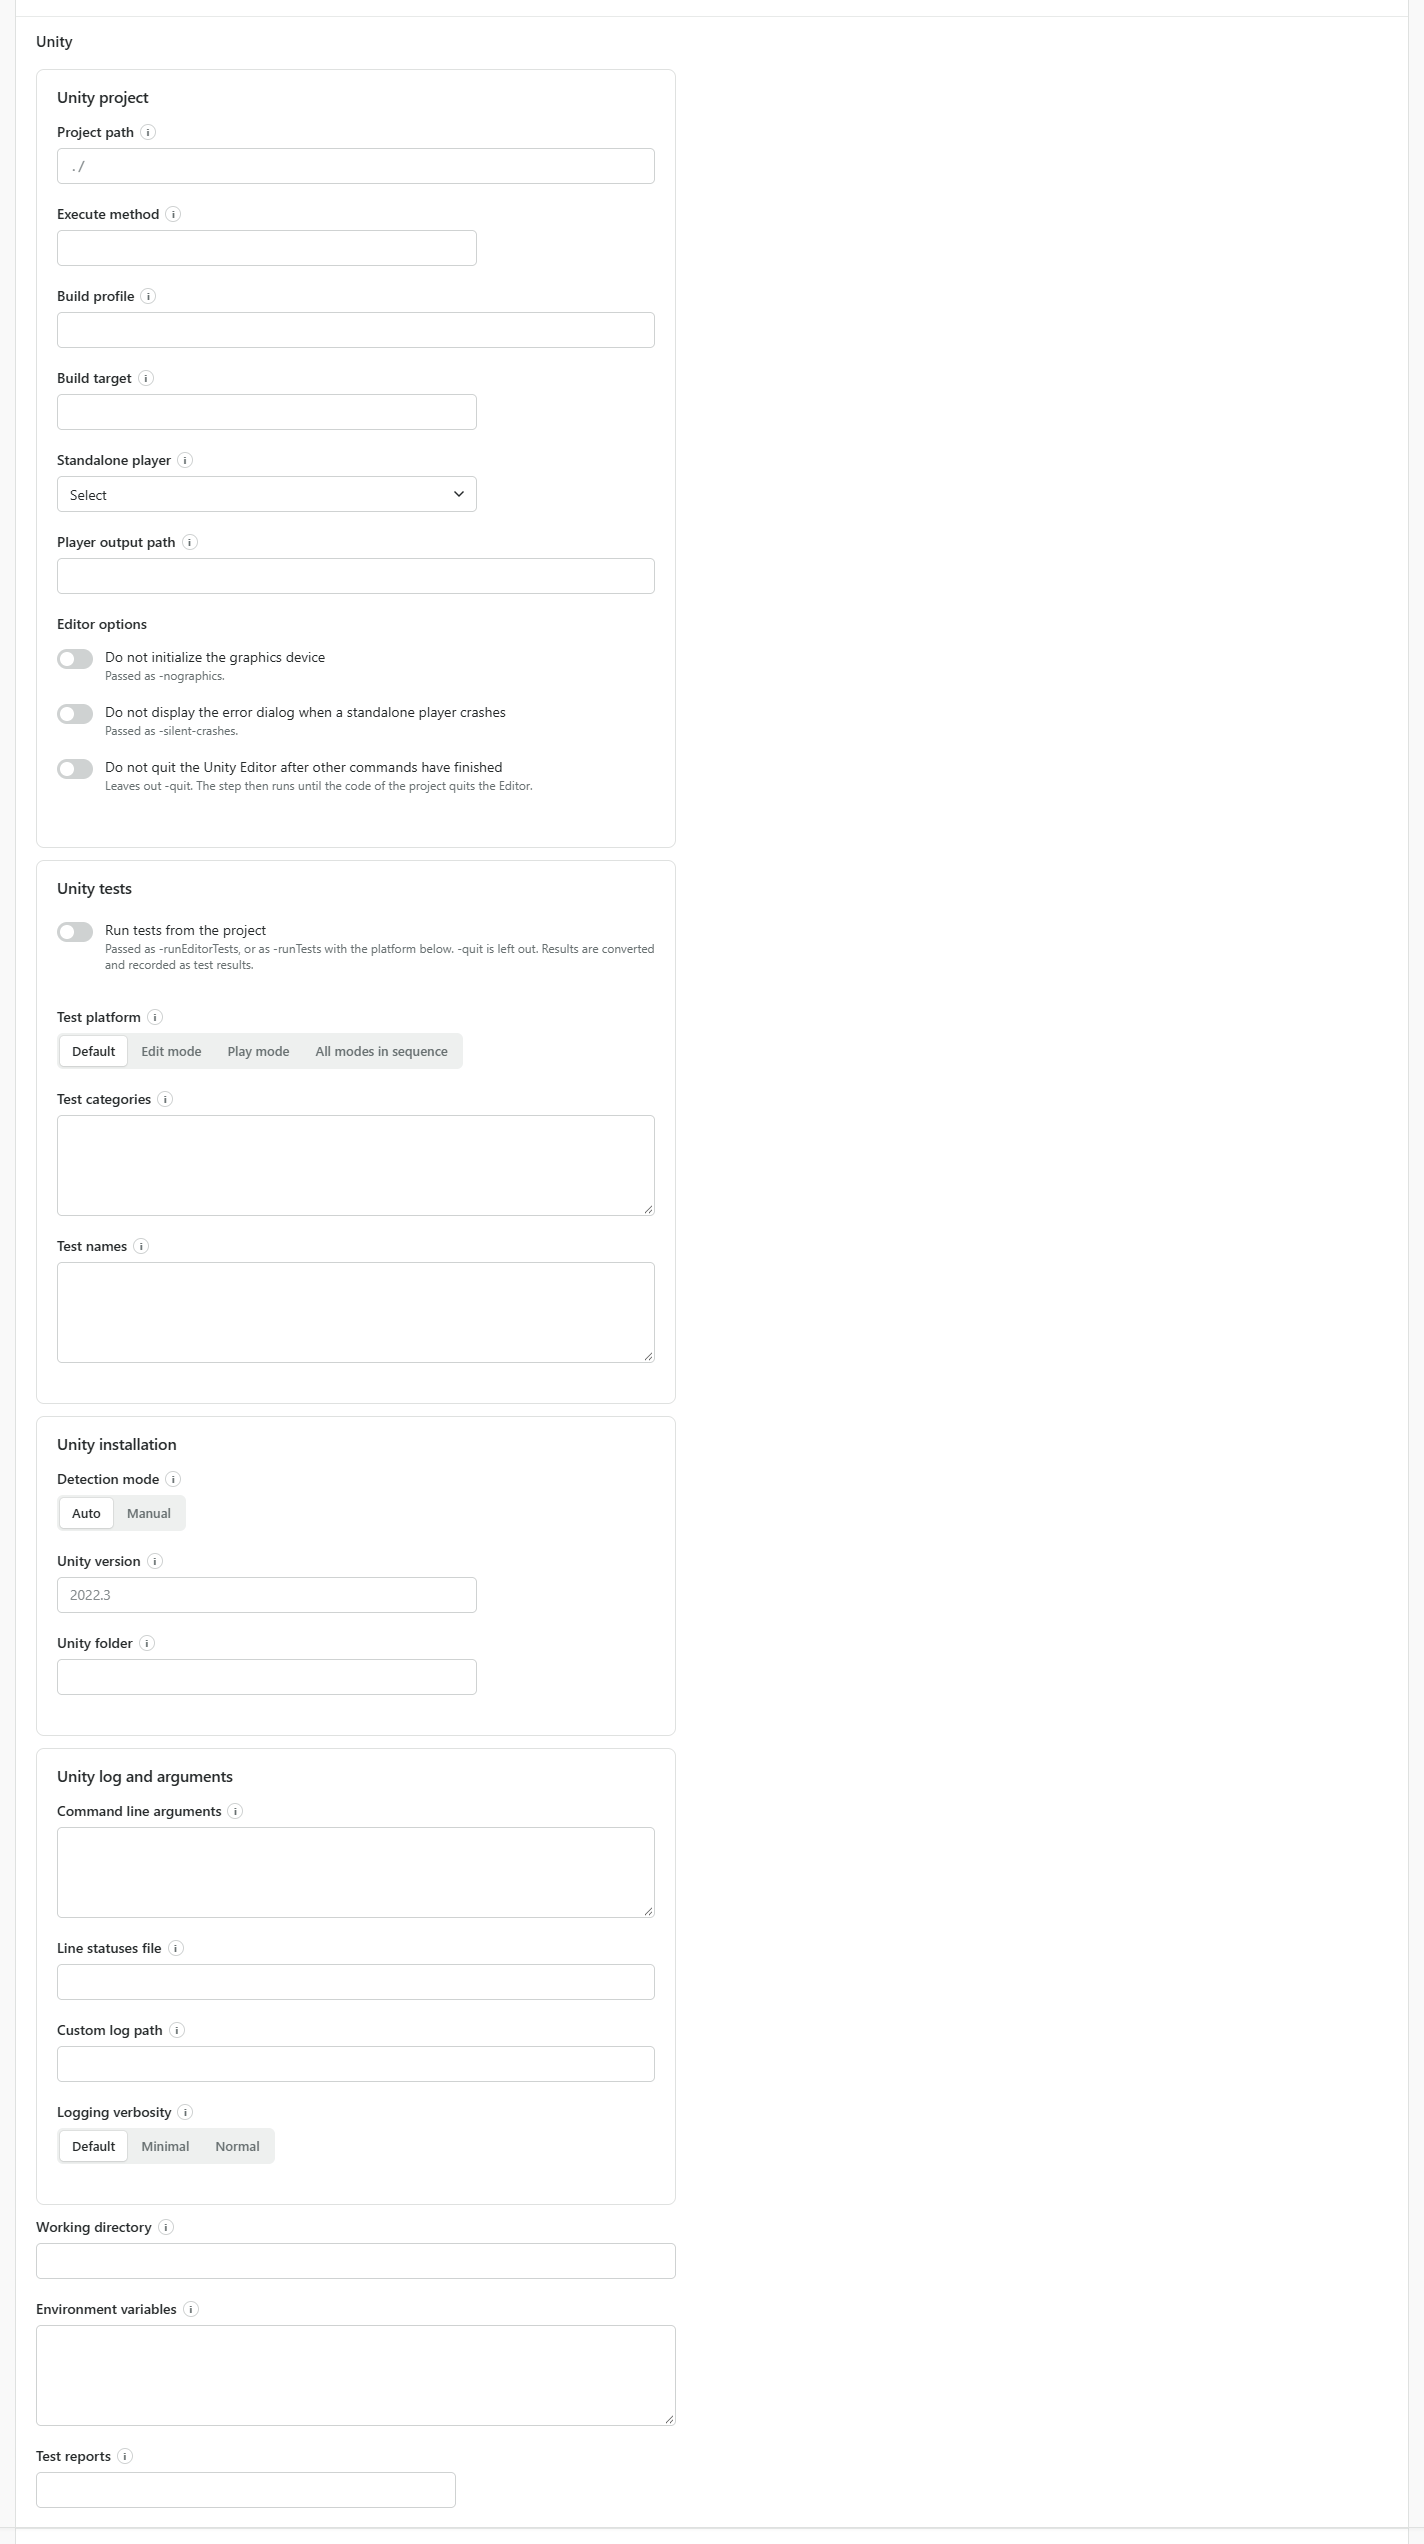 Unity
Unity project
Project path
./
Execute method
Build profile
Build target
Standalone player
Select
Player output path
Editor options
Do not initialize the graphics device
Passed as -nographics.
Do not display the error dialog when a standalone player crashes
Passed as -silent-crashes.
Do not quit the Unity Editor after other commands have finished
Leaves out -quit. The step then runs until the code of the project quits the Editor.
Unity tests
Run tests from the project
Passed as -runEditorTests, or as -runTests with the platform below. -quit is left out. Results are converted
and recorded as test results.
Test platform
Default Edit mode Play mode All modes in sequence
Test categories
Test names
Unity installation
Detection mode
Auto Manual
Unity version
2022.3
Unity folder
Unity log and arguments
Command line arguments
Line statuses file
Custom log path
Logging verbosity
Default Minimal Normal
Working directory
Environment variables
Test reports